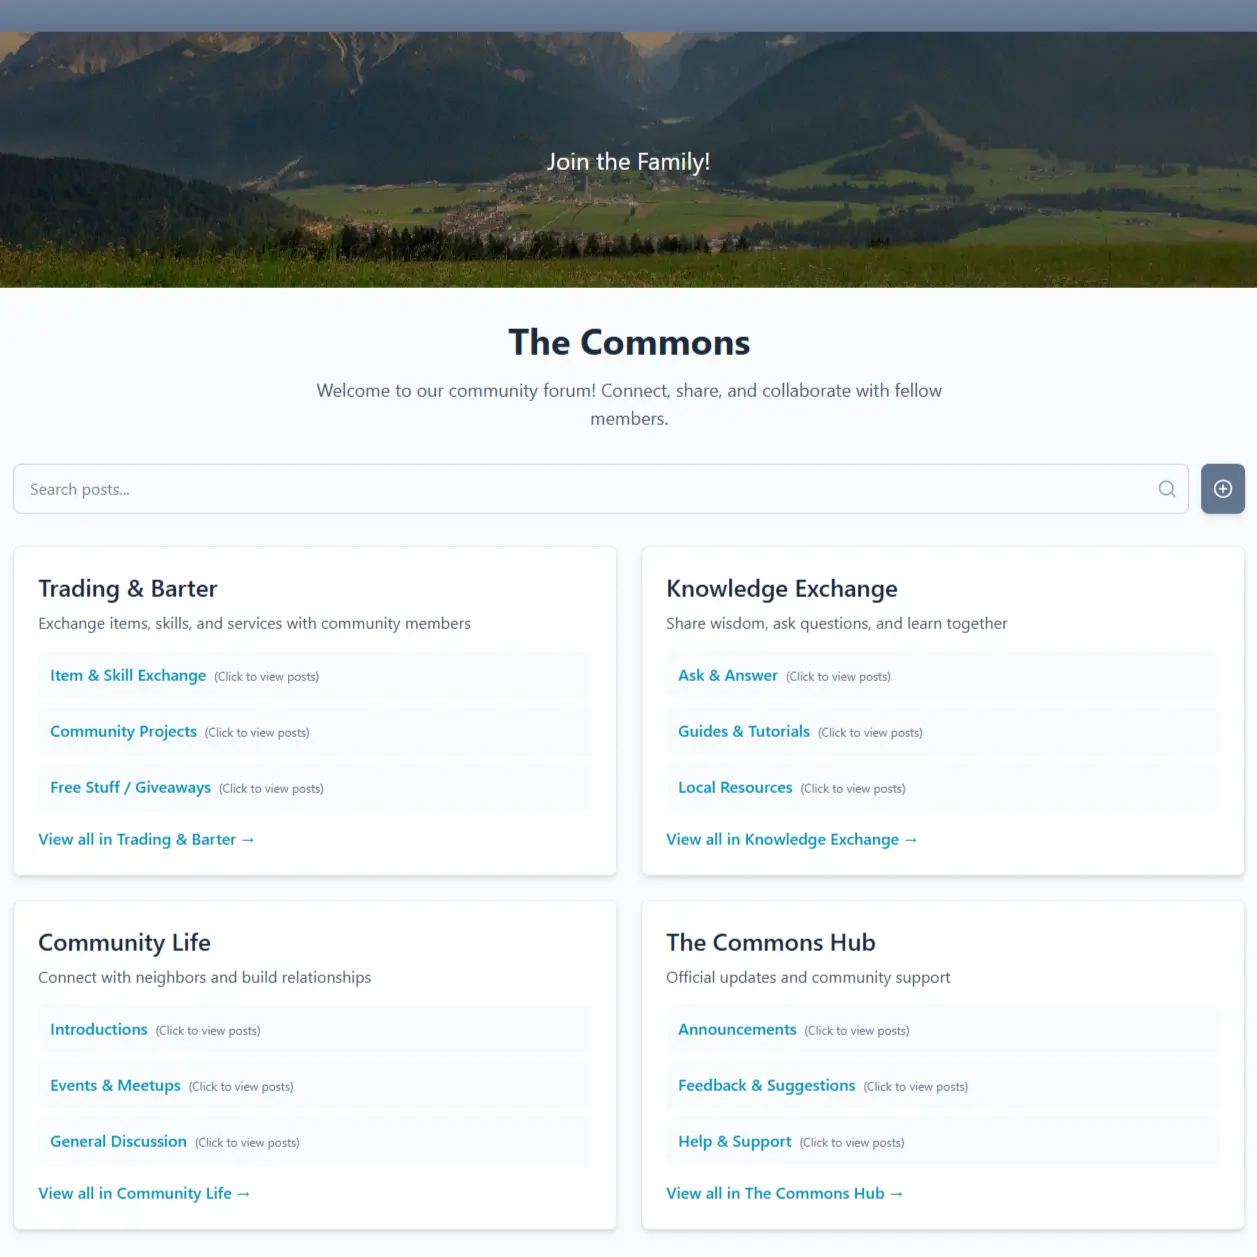 Join the Family!
The Commons
Welcome to our community forum! Connect, share, and collaborate with fellow
members.
Search posts...
Trading & Barter
Exchange items, skills, and services with community members
Item & Skill Exchange (Click to view posts)
Community Projects (Click to view posts)
Free Stuff / Giveaways (Click to view posts)
View all in Trading & Barter →
Knowledge Exchange
Share wisdom, ask questions, and learn together
Ask & Answer (Click to view posts)
Guides & Tutorials (Click to view posts)
Local Resources (Click to view posts)
View all in Knowledge Exchange →
Community Life
Connect with neighbors and build relationships
Introductions (Click to view posts)
Events & Meetups (Click to view posts)
General Discussion (Click to view posts)
View all in Community Life →
The Commons Hub
Official updates and community support
Announcements (Click to view posts)
Feedback & Suggestions (Click to view posts)
Help & Support (Click to view posts)
View all in The Commons Hub →